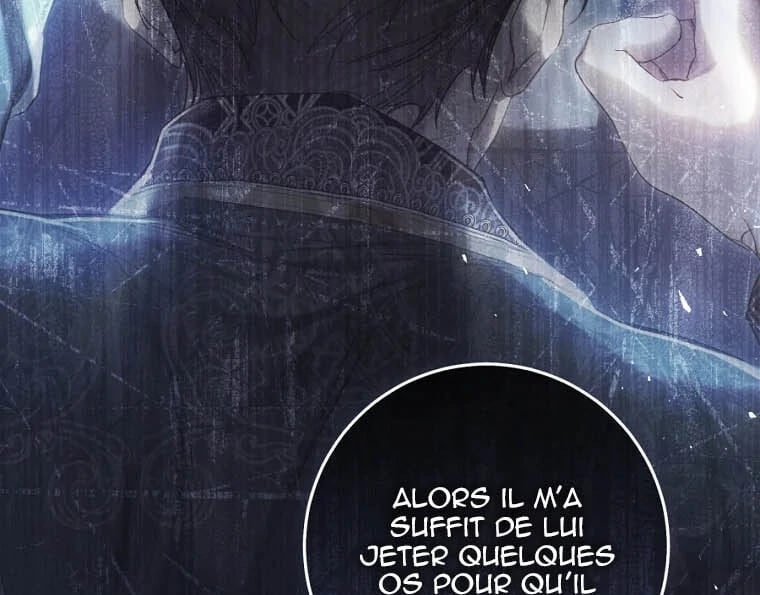 ALORS IL M'A
SUFFIT DE LUI
JETER QUELQUES
OS POUR QU'IL